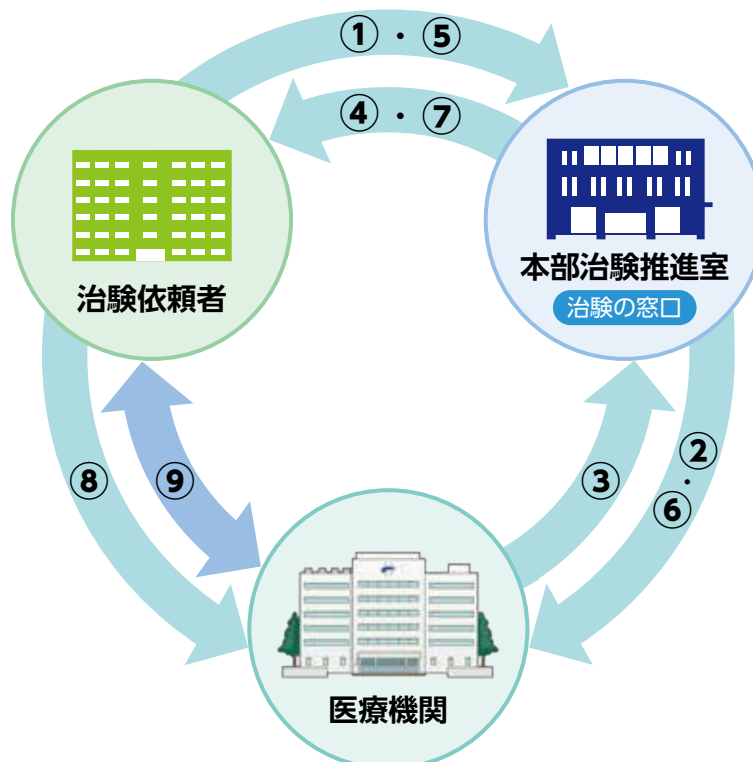 ①・⑤
④・⑦
治験依頼者
本部治験推進室
治験の窓口
⑧
⑨
③
②・⑥
医療機関